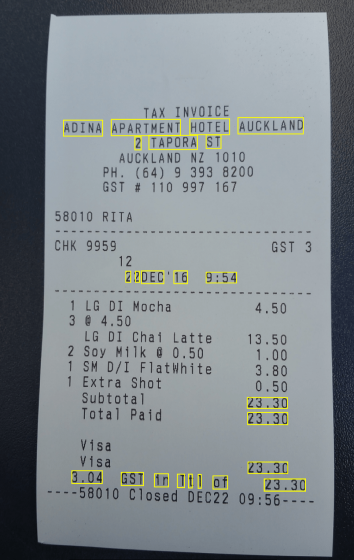 TAX INVOICE
ADINA APARTMENT HOTEL AUCKLAND
2 TAPORA ST
AUCKLAND NZ 1010
PH. (64) 9 393 8200
GST # 110 997 167
58010 RITA
CHK 9959 GST 3
12
22DEC'16 9:54
1 LG DI Mocha 4.50
3 @ 4.50
LG DI Chai Latte 13.50
2 Soy Milk @ 0.50 1.00
1 SM D/I FlatWhite 3.80
1 Extra Shot 0.50
Subtotal 23.30
Total Paid 23.30
Visa
Visa 23.30
3.04 GST in Ttl of 23.30
----58010 Closed DEC22 09:56----